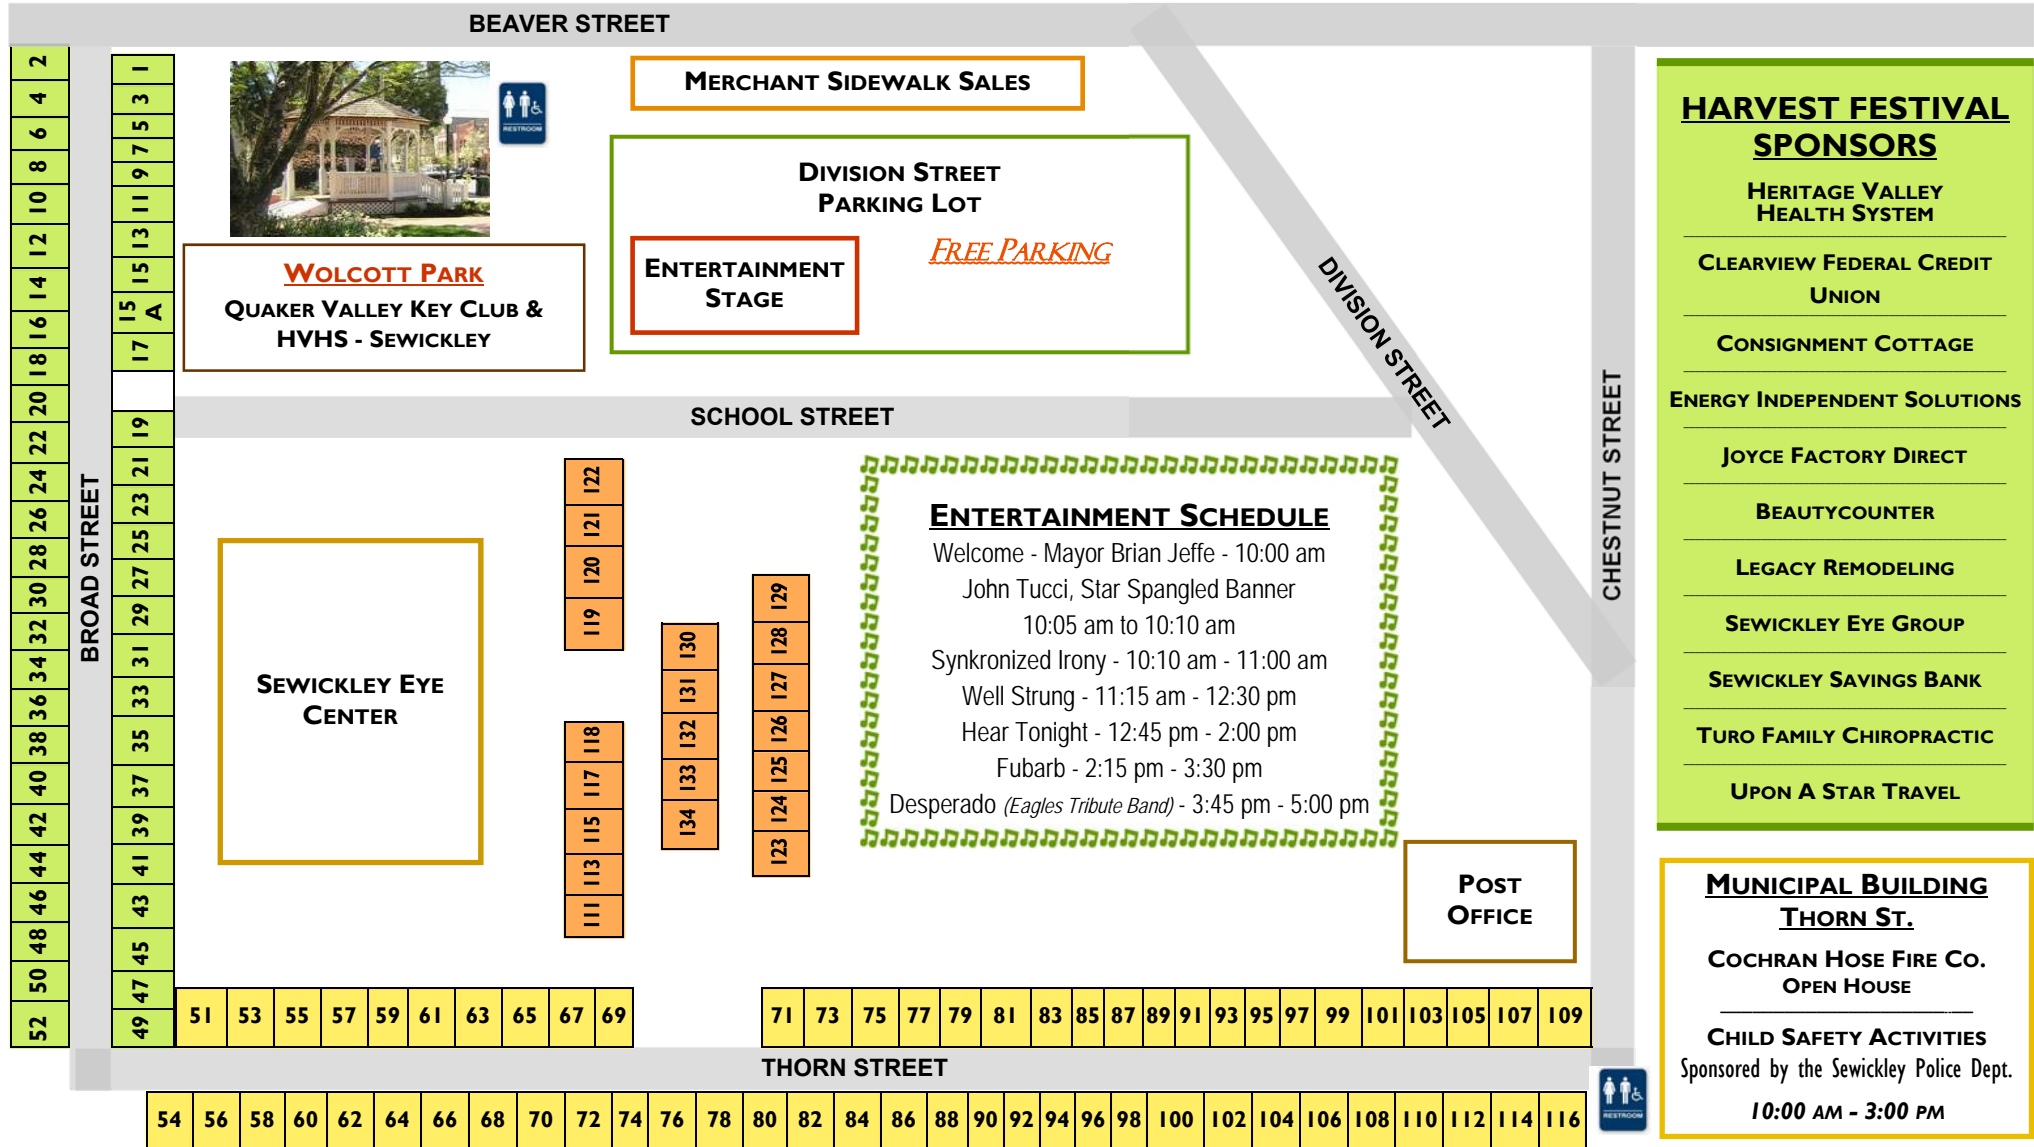 BEAVER STREET
2
4
6
8
10
12
14
16
18
20
22
24
26
28
30
32
34
36
38
40
42
44
46
48
50
52
BROAD STREET
1
3
5
7
9
11
13
15
15 A
17
19
21
23
25
27
29
31
33
35
37
39
41
43
45
47
49
RESTROOM
WOLCOTT PARK
QUAKER VALLEY KEY CLUB &
HVHS - SEWICKLEY
MERCHANT SIDEWALK SALES
DIVISION STREET
PARKING LOT
FREE PARKING
ENTERTAINMENT
STAGE
DIVISION STREET
SCHOOL STREET
CHESTNUT STREET
SEWICKLEY EYE
CENTER
122
121
120
119
118
117
115
113
111
130
131
132
133
134
129
128
127
126
125
124
123
ENTERTAINMENT SCHEDULE
Welcome - Mayor Brian Jeffe - 10:00 am
John Tucci, Star Spangled Banner
10:05 am to 10:10 am
Synkronized Irony - 10:10 am - 11:00 am
Well Strung - 11:15 am - 12:30 pm
Hear Tonight - 12:45 pm - 2:00 pm
Fubarb - 2:15 pm - 3:30 pm
Desperado (Eagles Tribute Band) - 3:45 pm - 5:00 pm
POST
OFFICE
51 53 55 57 59 61 63 65 67 69
71 73 75 77 79 81 83 85 87 89 91 93 95 97 99 101 103 105 107 109
THORN STREET
54 56 58 60 62 64 66 68 70 72 74 76 78 80 82 84 86 88 90 92 94 96 98 100 102 104 106 108 110 112 114 116
RESTROOM
HARVEST FESTIVAL
SPONSORS
HERITAGE VALLEY
HEALTH SYSTEM
CLEARVIEW FEDERAL CREDIT
UNION
CONSIGNMENT COTTAGE
ENERGY INDEPENDENT SOLUTIONS
JOYCE FACTORY DIRECT
BEAUTYCOUNTER
LEGACY REMODELING
SEWICKLEY EYE GROUP
SEWICKLEY SAVINGS BANK
TURO FAMILY CHIROPRACTIC
UPON A STAR TRAVEL
MUNICIPAL BUILDING
THORN ST.
COCHRAN HOSE FIRE CO.
OPEN HOUSE
CHILD SAFETY ACTIVITIES
Sponsored by the Sewickley Police Dept.
10:00 AM - 3:00 PM